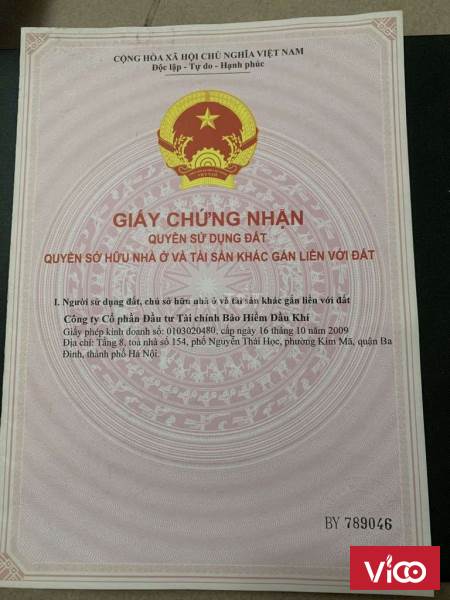 CỘNG HÒA XÃ HỘI CHỦ NGHĨA VIỆT NAM
Độc lập - Tự do - Hạnh phúc
VIỆT NAM
GIẤY CHỨNG NHẬN
QUYỀN SỬ DỤNG ĐẤT
QUYỀN SỞ HỮU NHÀ Ở VÀ TÀI SẢN KHÁC GẮN LIỀN VỚI ĐẤT
I. Người sử dụng đất, chủ sở hữu nhà ở và tài sản khác gắn liền với đất
Công ty Cổ phần Đầu tư Tài chính Bảo Hiểm Dầu Khí
Giấy phép kinh doanh số: 0103020480, cấp ngày 16 tháng 10 năm 2009
Địa chỉ: Tầng 8, toà nhà số 154, phố Nguyễn Thái Học, phường Kim Mã, quận Ba
Đình, thành phố Hà Nội.
BY 789046
Vico